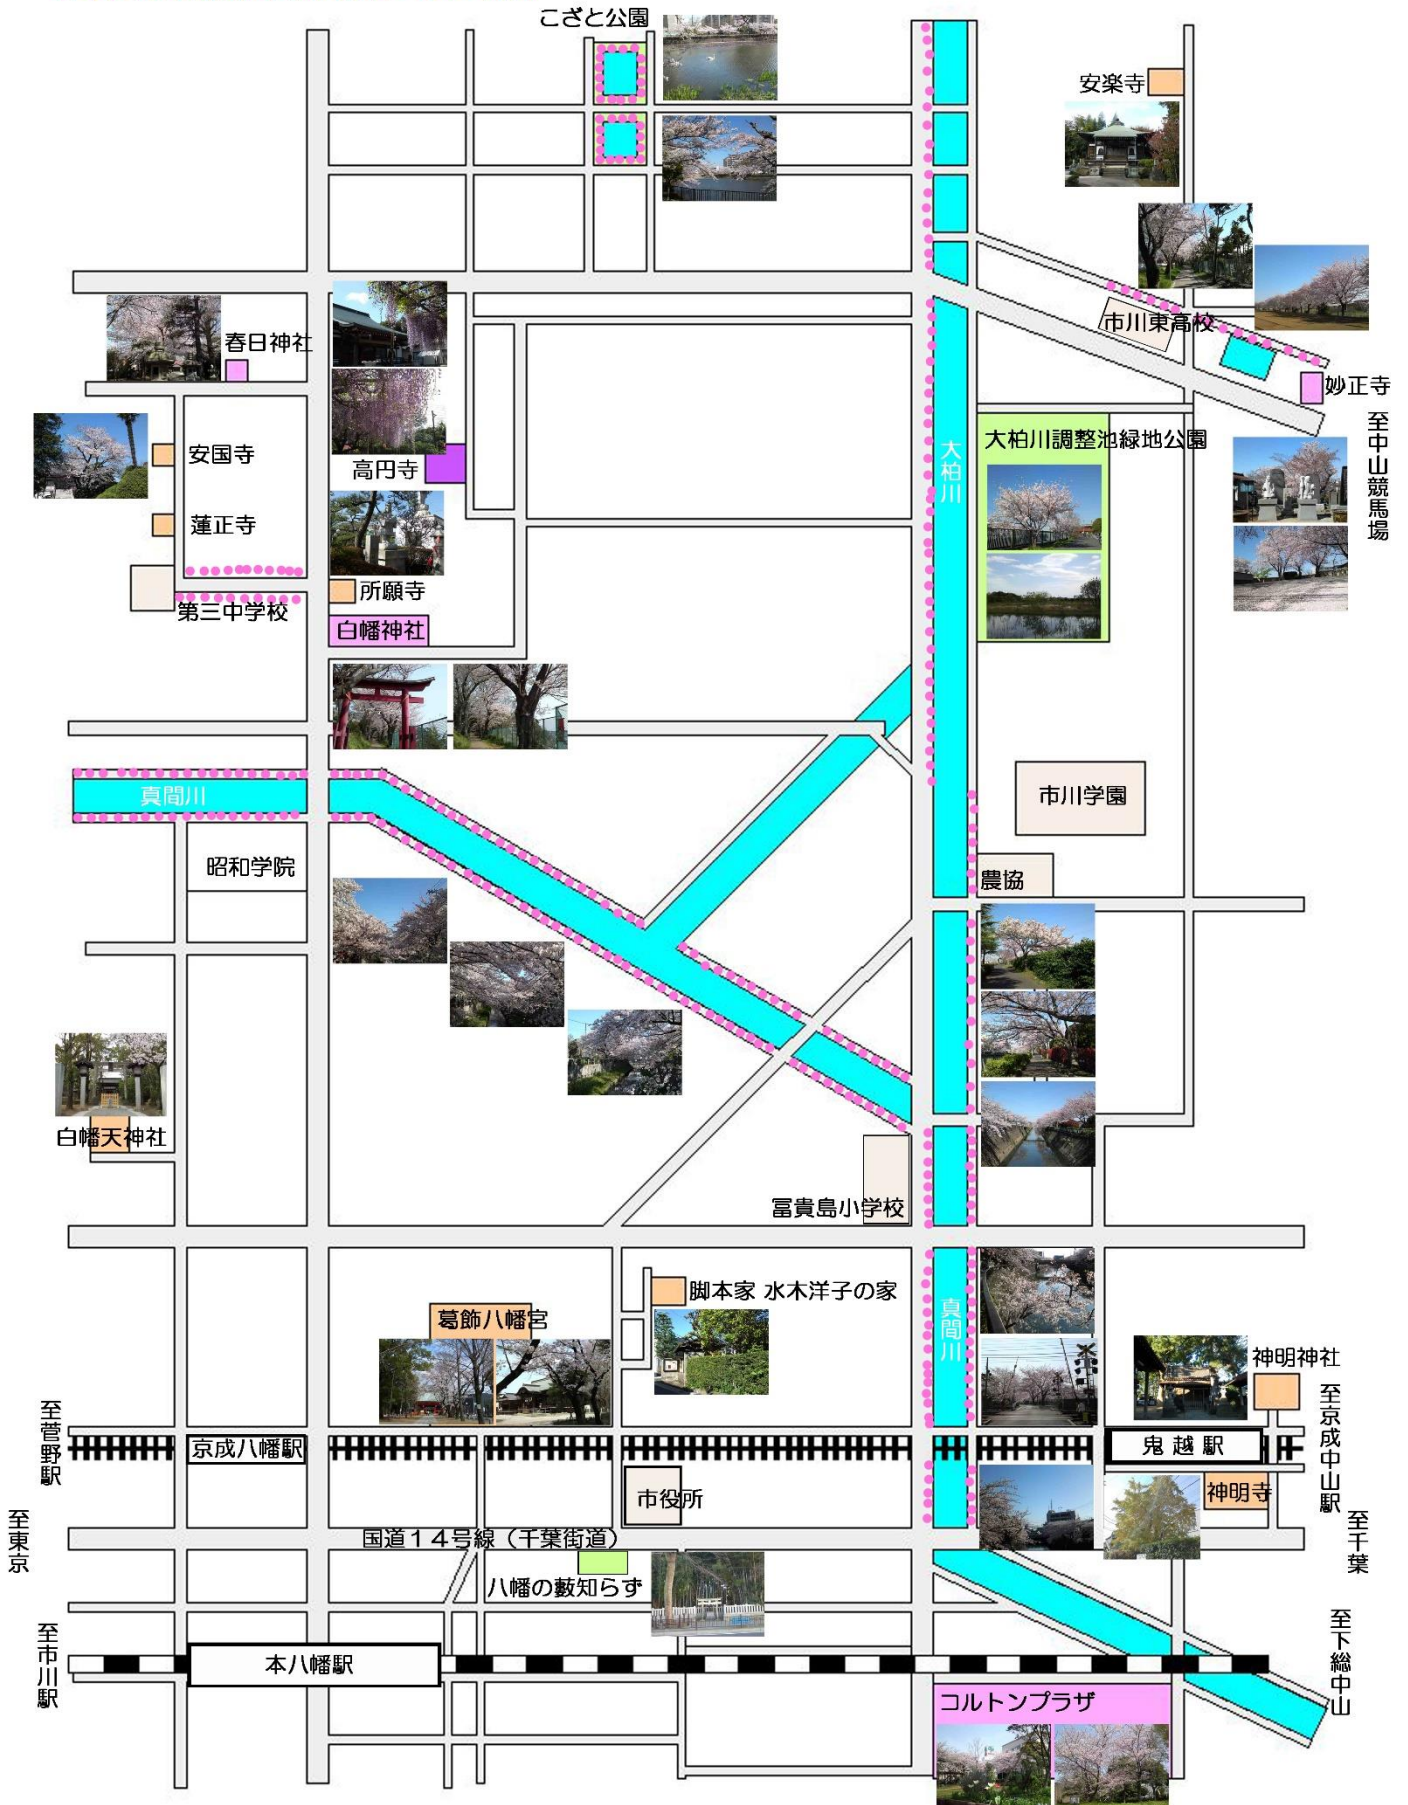 こざと公園
安楽寺
市川東高校
春日神社
妙正寺
安国寺
高円寺
大柏川
大柏川調整池緑地公園
至中山競馬場
蓮正寺
所願寺
第三中学校
白幡神社
真間川
市川学園
昭和学院
農協
白幡天神社
冨貴島小学校
脚本家 水木洋子の家
葛飾八幡宮
真間川
神明神社
至菅野駅
京成八幡駅
鬼越駅
至京成中山駅
市役所
神明寺
至東京
国道14号線（千葉街道）
至千葉
八幡の藪知らず
至市川駅
本八幡駅
至下総中山
コルトンプラザ